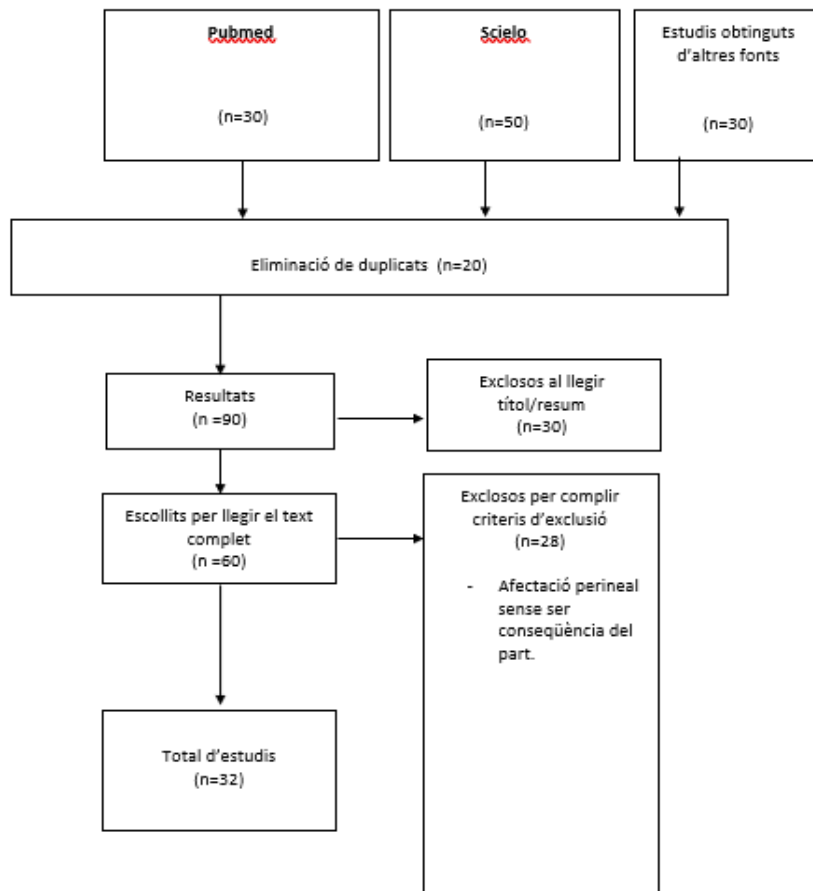 Pubmed
(n=30)
Scielo
(n=50)
Estudis obtinguts
d'altres fonts
(n=30)
Eliminació de duplicats (n=20)
Resultats
(n =90)
Exclosos al llegir
títol/resum
(n=30)
Escollits per llegir el text
complet
(n =60)
Exclosos per complir
criteris d'exclusió
(n=28)
- Afectació perineal
sense ser
conseqüència del
part.
Total d'estudis
(n=32)